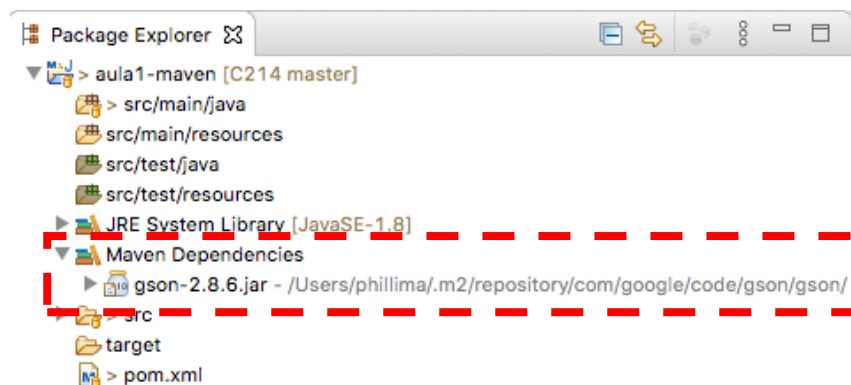 Package Explorer
> aula1-maven [C214 master]
> src/main/java
src/main/resources
src/test/java
src/test/resources
JRE System Library [JavaSE-1.8]
Maven Dependencies
gson-2.8.6.jar - /Users/phillima/.m2/repository/com/google/code/gson/gson/
> src
target
> pom.xml